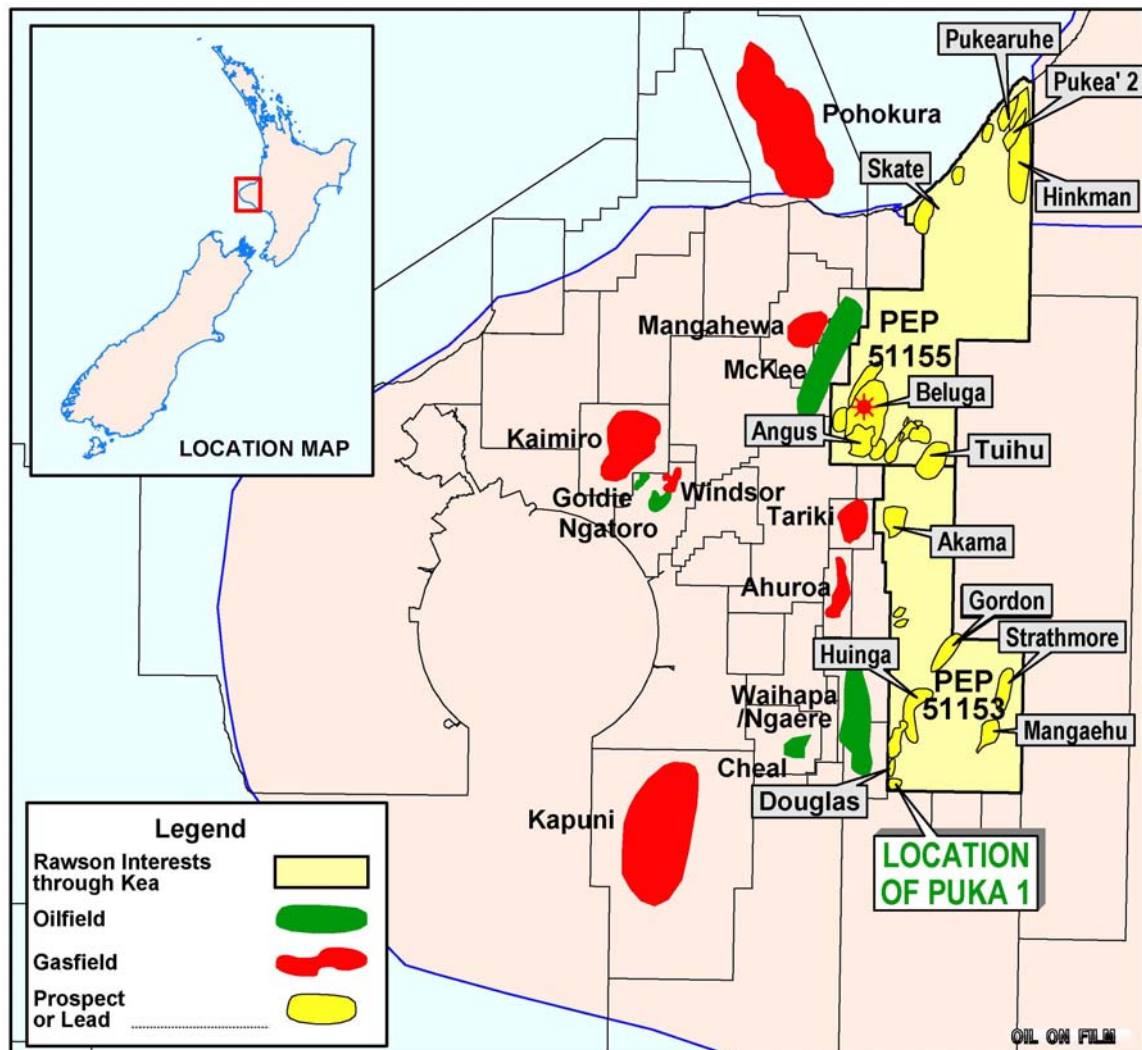 Pukearuhe
Pukea' 2
Pohokura
Skate
Hinkman
LOCATION MAP
Mangahewa
PEP
51155
McKee
Beluga
Kaimiro
Angus
Tuihu
Goldie
Windsor
Ngatoro
Tariki
Akama
Ahuroa
Gordon
Strathmore
Huinga
Waihapa
/Ngaere
PEP
51153
Mangaehu
Cheal
Douglas
Kapuni
LOCATION
OF PUKA 1
Legend
Rawson Interests
through Kea
Oilfield
Gasfield
Prospect
or Lead
OIL ON FILM